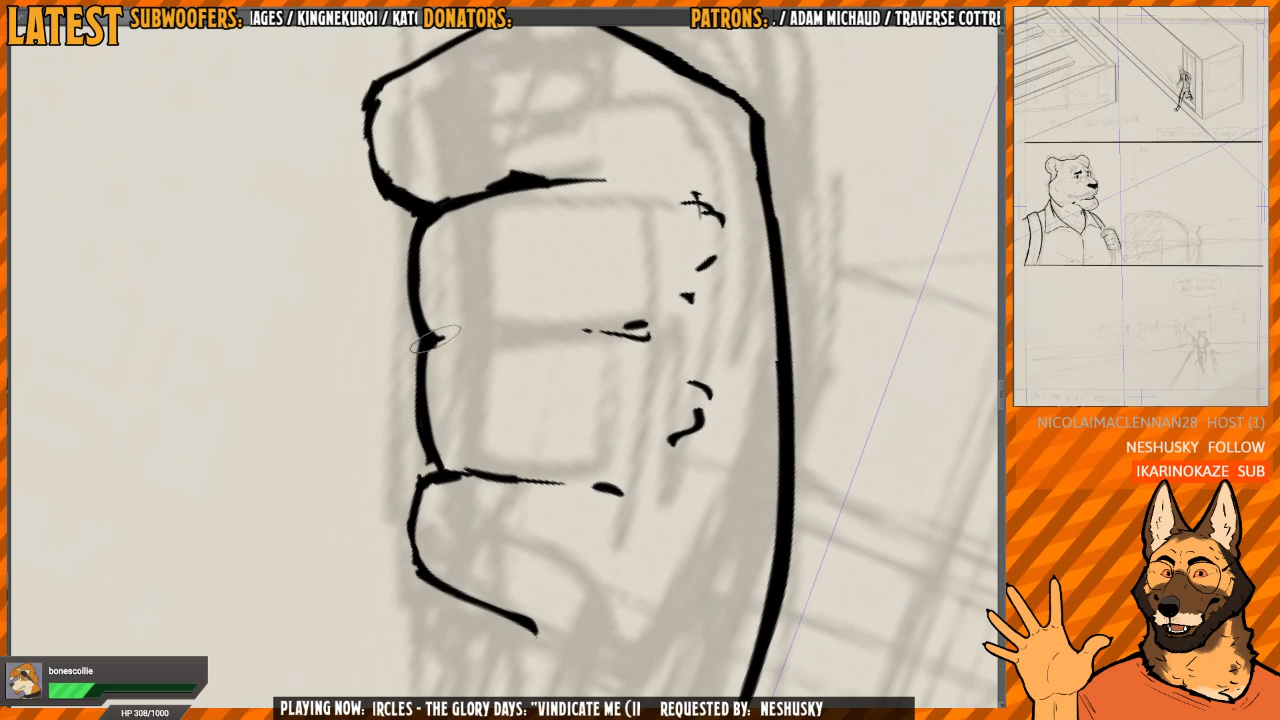 LATEST SUBWOOFERS: IAGES / KINGNEKUROI / KAT( DONATORS: PATRONS: . / ADAM MICHAUD / TRAVERSE COTTRI
NICOLAIMACLENNAN28 HOST (1)
NESHUSKY FOLLOW
IKARINOKAZE SUB
bonescollie
HP 308/1000
PLAYING NOW: IRCLES - THE GLORY DAYS: "VINDICATE ME (II REQUESTED BY: NESHUSKY